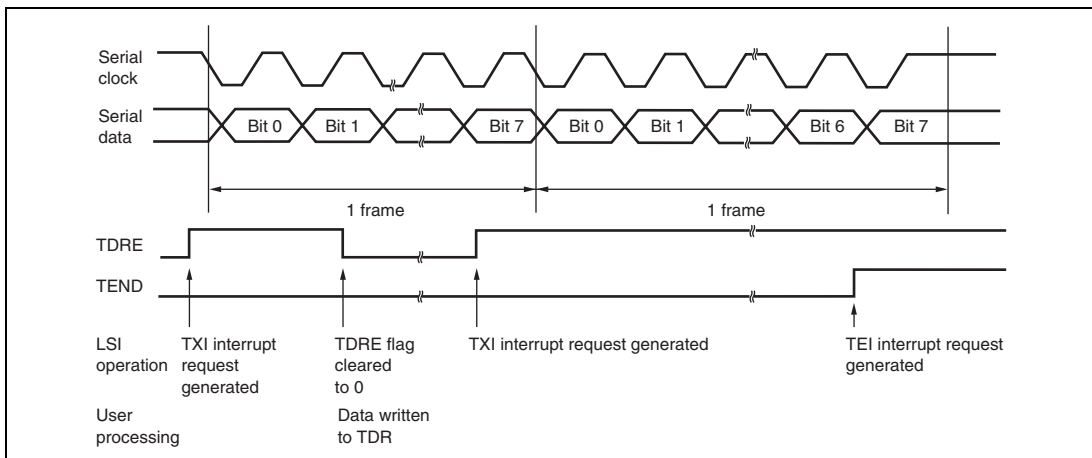 Serial
clock
Serial
data
Bit 0
Bit 1
Bit 7
Bit 0
Bit 1
Bit 6
Bit 7
1 frame
1 frame
TDRE
TEND
LSI
operation
TXI interrupt
request
generated
TDRE flag
cleared
to 0
TXI interrupt request generated
TEI interrupt request
generated
User
processing
Data written
to TDR